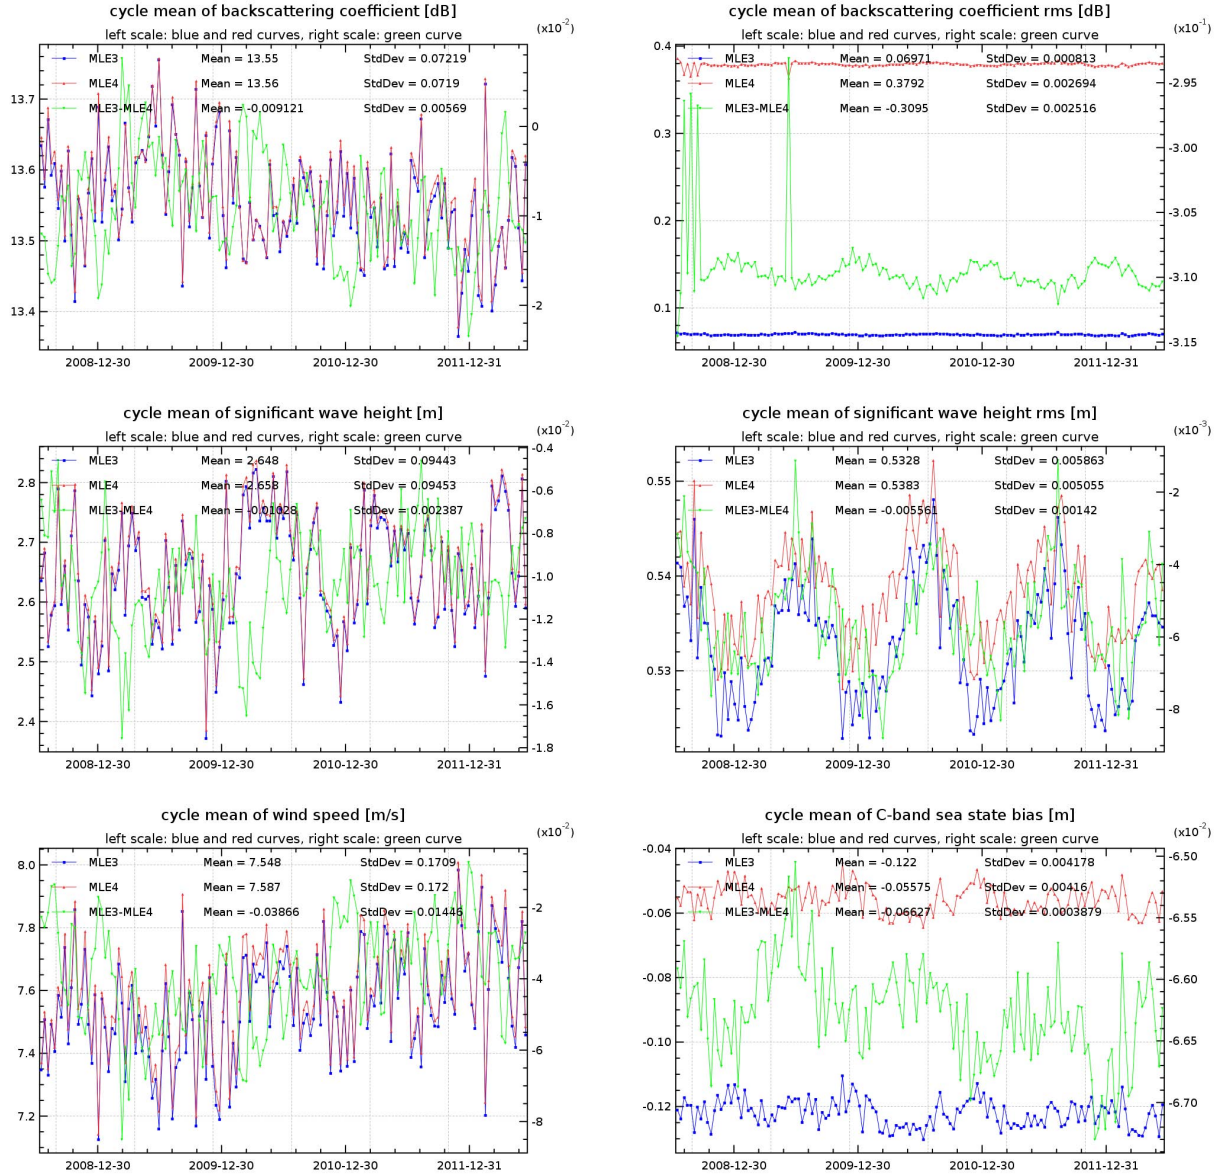 cycle mean of backscattering coefficient [dB]
left scale: blue and red curves, right scale: green curve
(x10^-2)
MLE3 Mean = 13.55 StdDev = 0.07219
MLE4 Mean = 13.56 StdDev = 0.0719
MLE3-MLE4 Mean = -0.009121 StdDev = 0.00569
13.7
13.6
13.5
13.4
0
-1
-2
2008-12-30 2009-12-30 2010-12-30 2011-12-31
cycle mean of backscattering coefficient rms [dB]
left scale: blue and red curves, right scale: green curve
(x10^-1)
MLE3 Mean = 0.06971 StdDev = 0.000813
MLE4 Mean = 0.3792 StdDev = 0.002694
MLE3-MLE4 Mean = -0.3095 StdDev = 0.002516
0.4
0.3
0.2
0.1
-2.95
-3.00
-3.05
-3.10
-3.15
2008-12-30 2009-12-30 2010-12-30 2011-12-31
cycle mean of significant wave height [m]
left scale: blue and red curves, right scale: green curve
(x10^-2)
MLE3 Mean = 2.648 StdDev = 0.09443
MLE4 Mean = 2.658 StdDev = 0.09453
MLE3-MLE4 Mean = -0.01028 StdDev = 0.002387
2.8
2.7
2.6
2.5
2.4
-0.4
-0.6
-0.8
-1.0
-1.2
-1.4
-1.6
-1.8
2008-12-30 2009-12-30 2010-12-30 2011-12-31
cycle mean of significant wave height rms [m]
left scale: blue and red curves, right scale: green curve
(x10^-3)
MLE3 Mean = 0.5328 StdDev = 0.005863
MLE4 Mean = 0.5383 StdDev = 0.005055
MLE3-MLE4 Mean = -0.005561 StdDev = 0.00142
0.55
0.54
0.53
-2
-4
-6
-8
2008-12-30 2009-12-30 2010-12-30 2011-12-31
cycle mean of wind speed [m/s]
left scale: blue and red curves, right scale: green curve
(x10^-2)
MLE3 Mean = 7.548 StdDev = 0.1709
MLE4 Mean = 7.587 StdDev = 0.172
MLE3-MLE4 Mean = -0.03866 StdDev = 0.01446
8.0
7.8
7.6
7.4
7.2
-2
-4
-6
-8
2008-12-30 2009-12-30 2010-12-30 2011-12-31
cycle mean of C-band sea state bias [m]
left scale: blue and red curves, right scale: green curve
(x10^-2)
MLE3 Mean = -0.122 StdDev = 0.004178
MLE4 Mean = -0.05575 StdDev = 0.00416
MLE3-MLE4 Mean = -0.06627 StdDev = 0.0003879
-0.04
-0.06
-0.08
-0.10
-0.12
-6.50
-6.55
-6.60
-6.65
-6.70
2008-12-30 2009-12-30 2010-12-30 2011-12-31